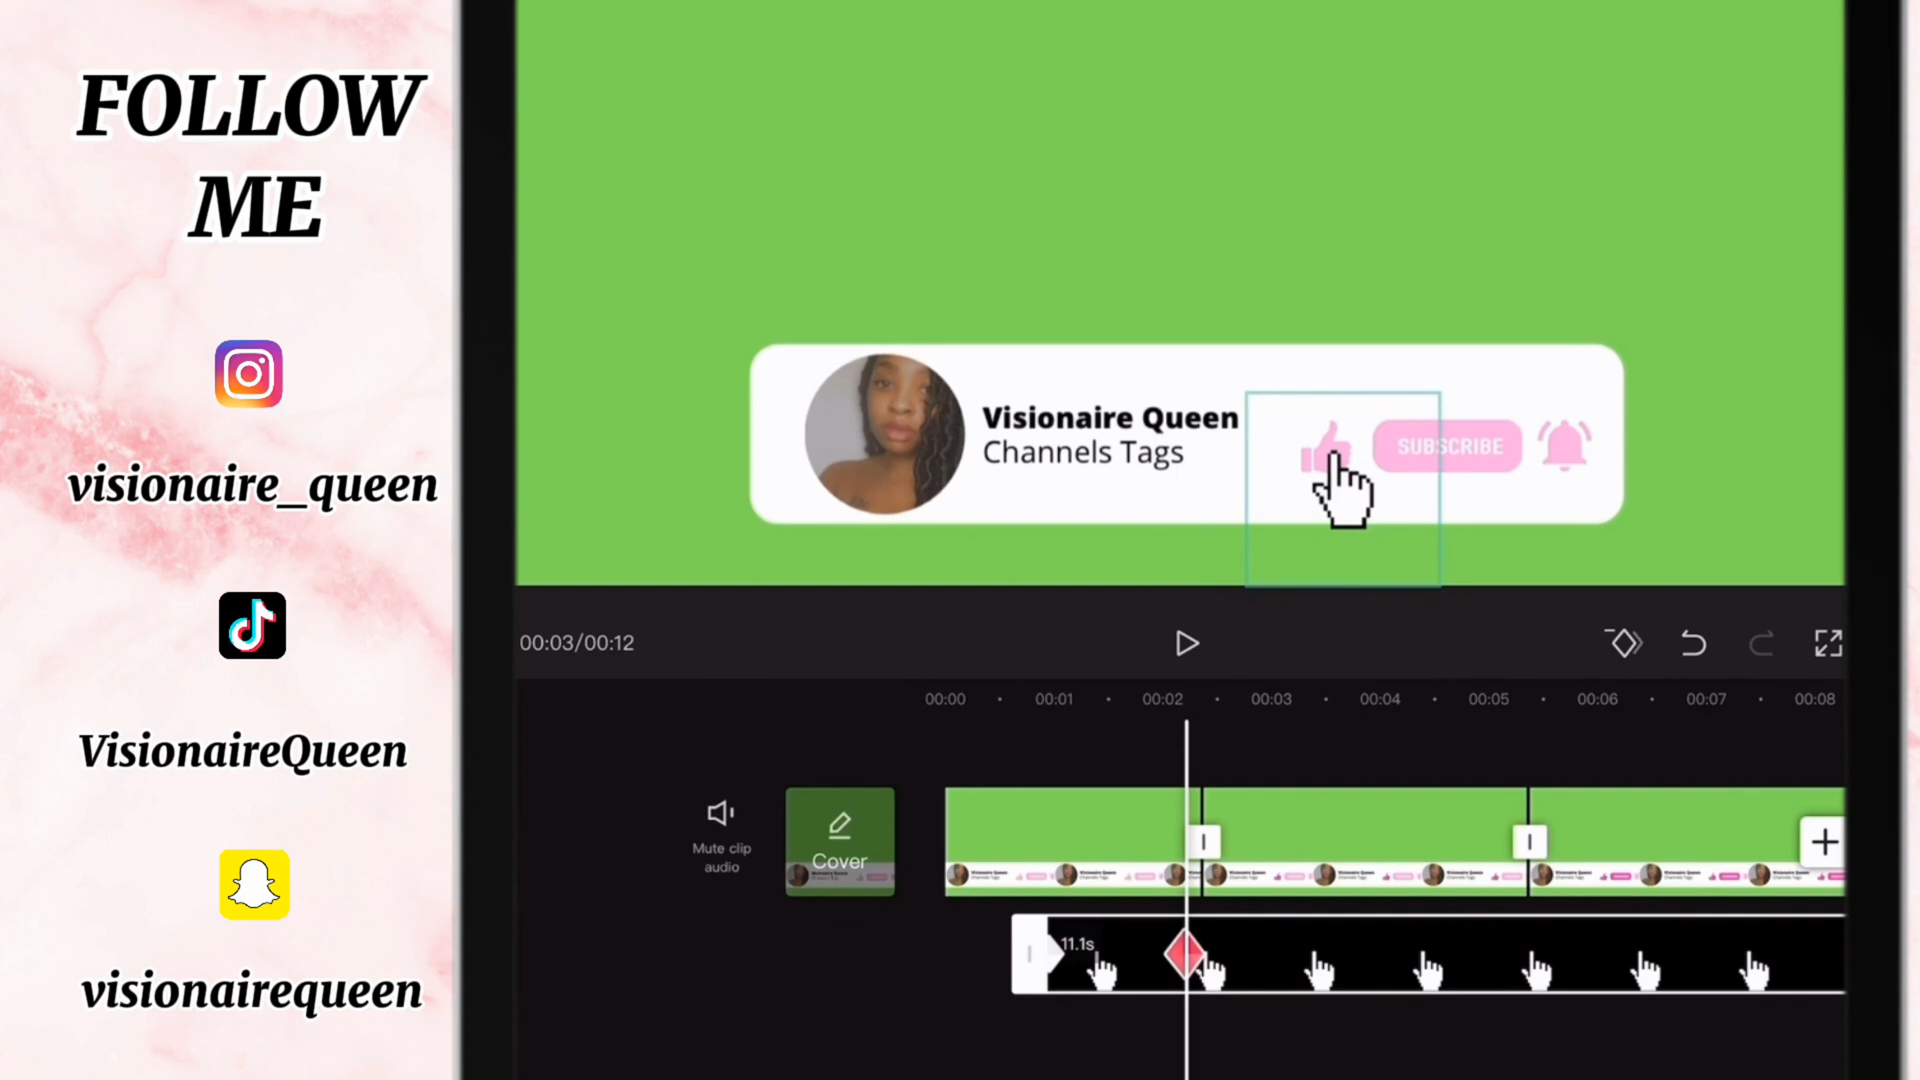 FOLLOW
ME
visionaire_queen
VisionaireQueen
visionairequeen
Visionaire Queen
Channels Tags
SUBSCRIBE
00:03/00:12
00:00 00:01 00:02 00:03 00:04 00:05 00:06 00:07 00:08
Mute clip
audio
Cover
11.1s